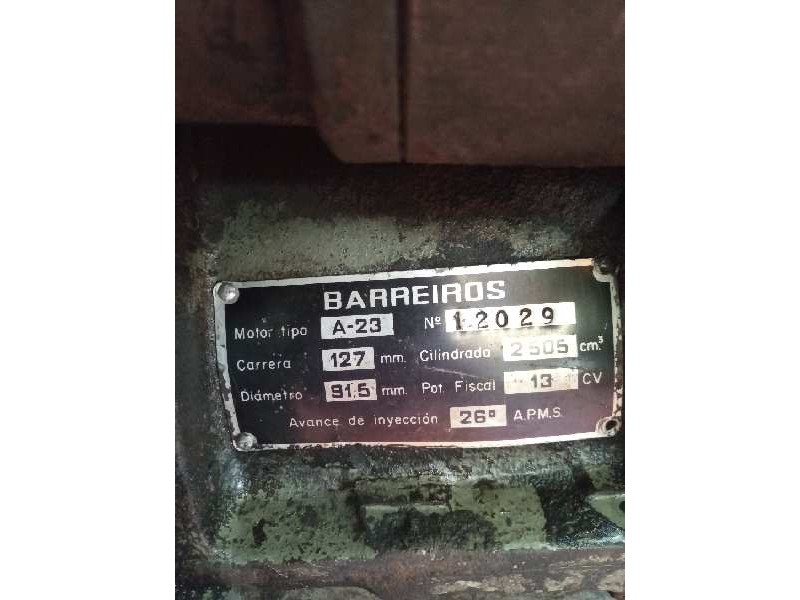 BARREIROS
Motor tipo A-23 Nº 12029
Carrera 127 mm. Cilindrada 2505 cm³
Diámetro 91,5 mm. Pot. Fiscal 13 CV
Avance de inyección 26º A.P.M.S.